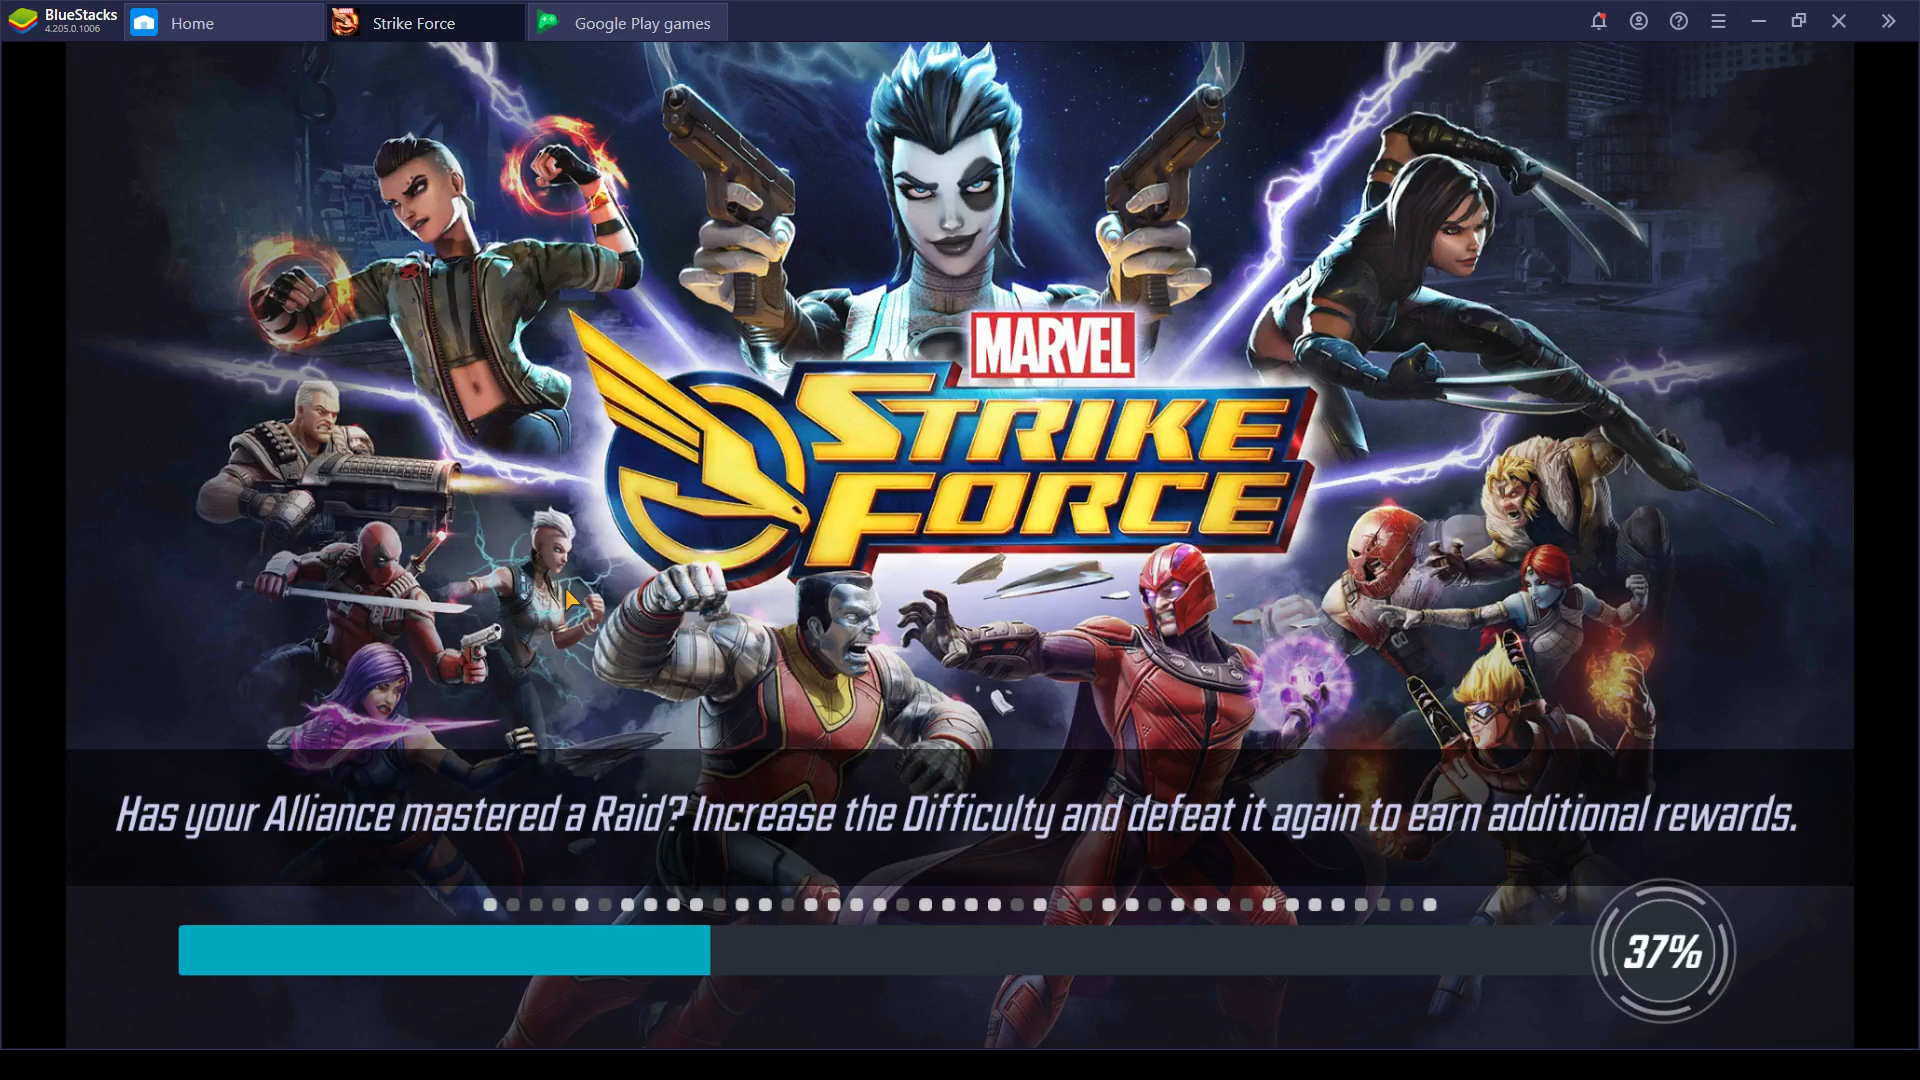 BlueStacks
4.205.0.1006
Home
Strike Force
Google Play games
MARVEL
STRIKE
FORCE
Has your Alliance mastered a Raid? Increase the Difficulty and defeat it again to earn additional rewards.
37%